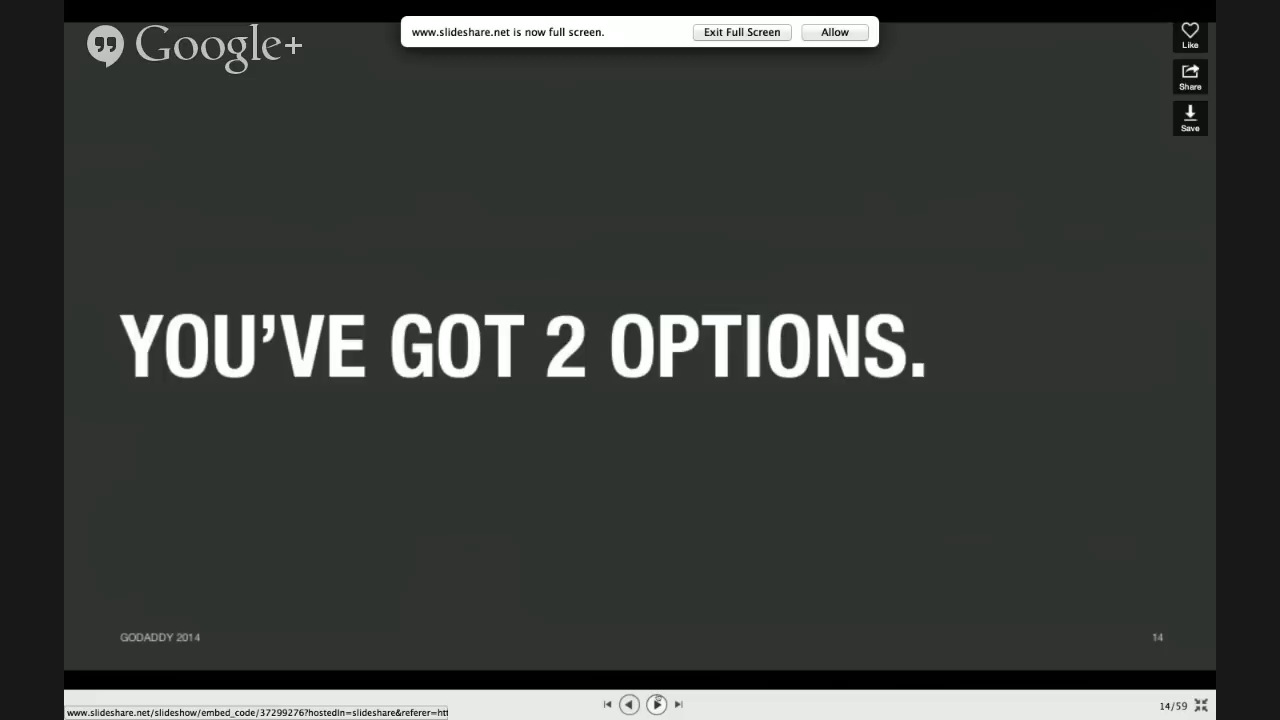 Google+
www.slideshare.net is now full screen.
Exit Full Screen
Allow
Like
Share
Save
YOU'VE GOT 2 OPTIONS.
GODADDY 2014
14
14/59
www.slideshare.net/slideshow/embed_code/37299276?hostedIn=slideshare&referer=htt